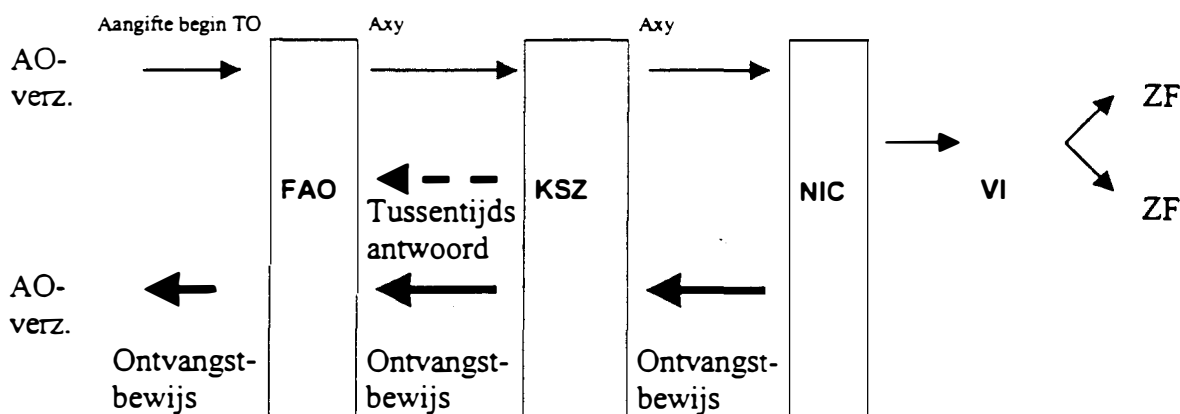 Aangifte begin TO
Axy
Axy
AO-
verz.
ZF
FAO
KSZ
NIC
VI
ZF
Tussentijds
antwoord
AO-
verz.
Ontvangst-
bewijs
Ontvangst-
bewijs
Ontvangst-
bewijs